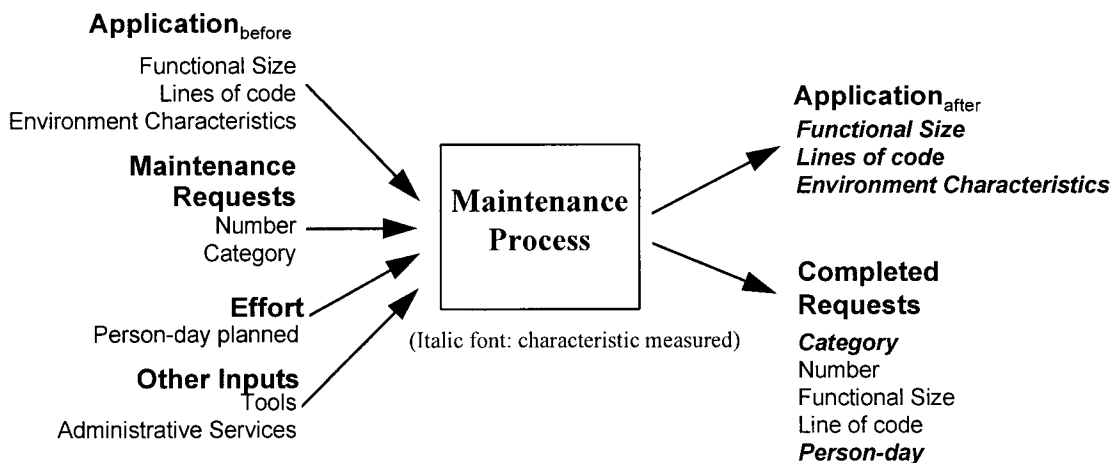 Application before
Functional Size
Lines of code
Environment Characteristics
Maintenance
Requests
Number
Category
Effort
Person-day planned
Other Inputs
Tools
Administrative Services
Maintenance
Process
(Italic font: characteristic measured)
Application after
Functional Size
Lines of code
Environment Characteristics
Completed
Requests
Category
Number
Functional Size
Line of code
Person-day